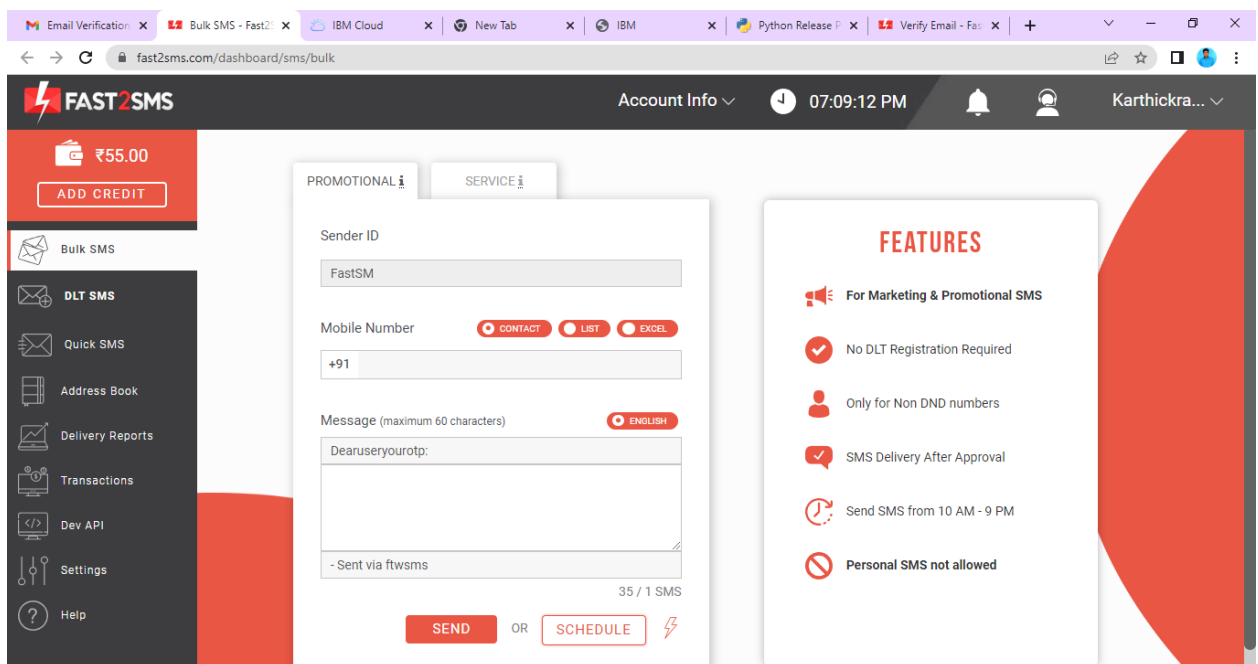 Email Verification
Bulk SMS - Fast2S
IBM Cloud
New Tab
IBM
Python Release P
Verify Email - Fas
fast2sms.com/dashboard/sms/bulk
FAST2SMS
Account Info
07:09:12 PM
Karthickra...
₹55.00
ADD CREDIT
Bulk SMS
DLT SMS
Quick SMS
Address Book
Delivery Reports
Transactions
Dev API
Settings
Help
PROMOTIONAL i
SERVICE i
Sender ID
FastSM
Mobile Number
CONTACT
LIST
EXCEL
+91
Message (maximum 60 characters)
ENGLISH
Dearuseryourotp:
- Sent via ftwsms
35 / 1 SMS
SEND
OR
SCHEDULE
FEATURES
For Marketing & Promotional SMS
No DLT Registration Required
Only for Non DND numbers
SMS Delivery After Approval
Send SMS from 10 AM - 9 PM
Personal SMS not allowed